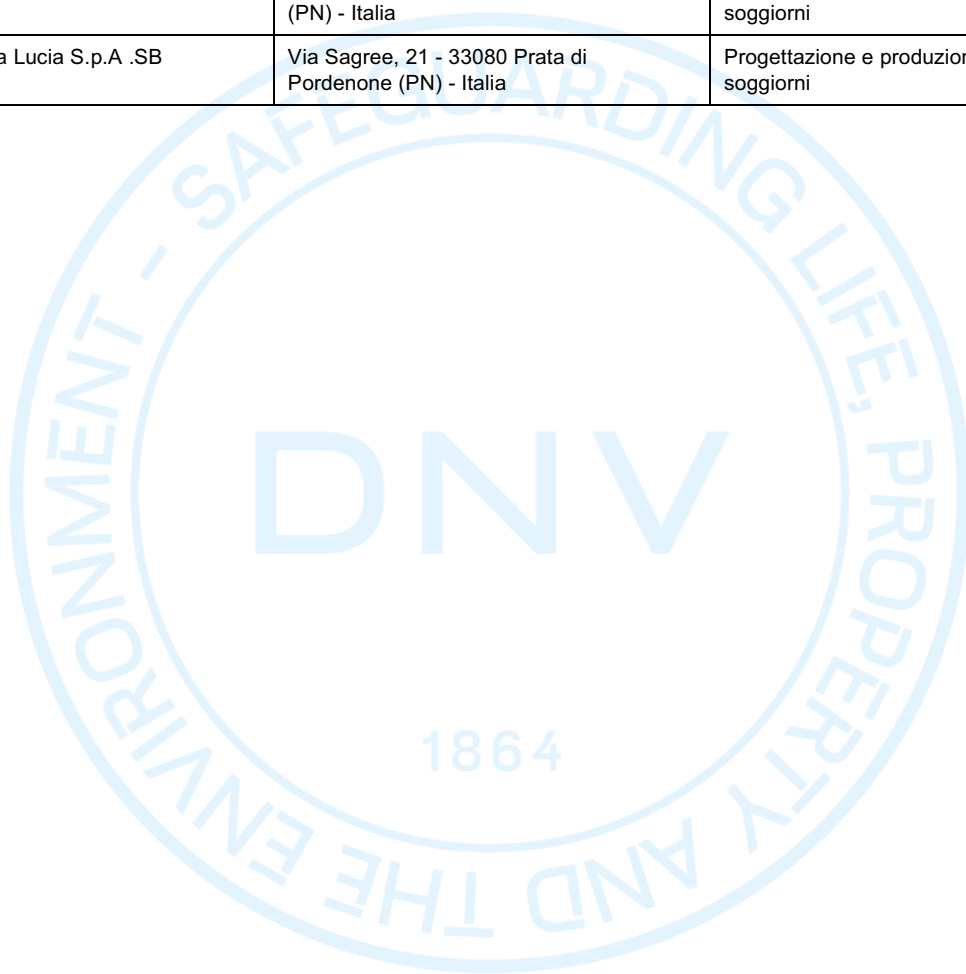 (PN) - Italia
soggiorni
a Lucia S.p.A .SB
Via Sagree, 21 - 33080 Prata di
Pordenone (PN) - Italia
Progettazione e produzion
soggiorni
SAFEGUARDING LIFE, PROPERTY AND THE ENVIRONMENT -
DNV
1864